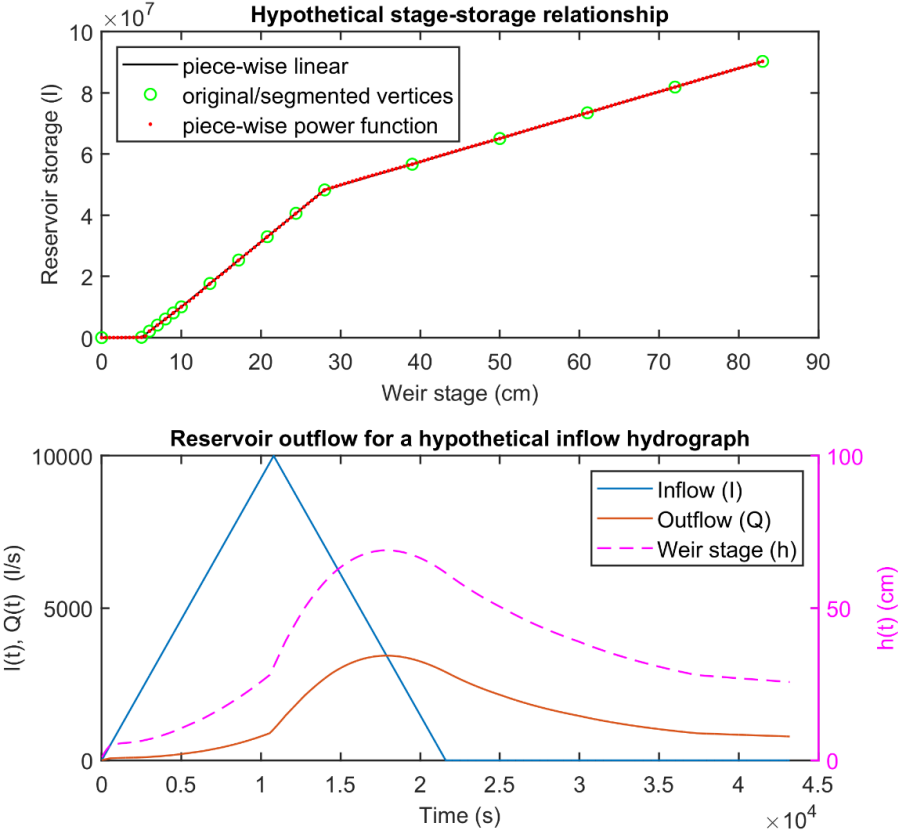 Hypothetical stage-storage relationship
×10⁷
10
8
6
4
2
0
Reservoir storage (l)
piece-wise linear
original/segmented vertices
piece-wise power function
0 10 20 30 40 50 60 70 80 90
Weir stage (cm)
Reservoir outflow for a hypothetical inflow hydrograph
10000
5000
0
I(t), Q(t) (l/s)
Inflow (I)
Outflow (Q)
Weir stage (h)
100
50
0
h(t) (cm)
0 0.5 1 1.5 2 2.5 3 3.5 4 4.5
Time (s)
×10⁴